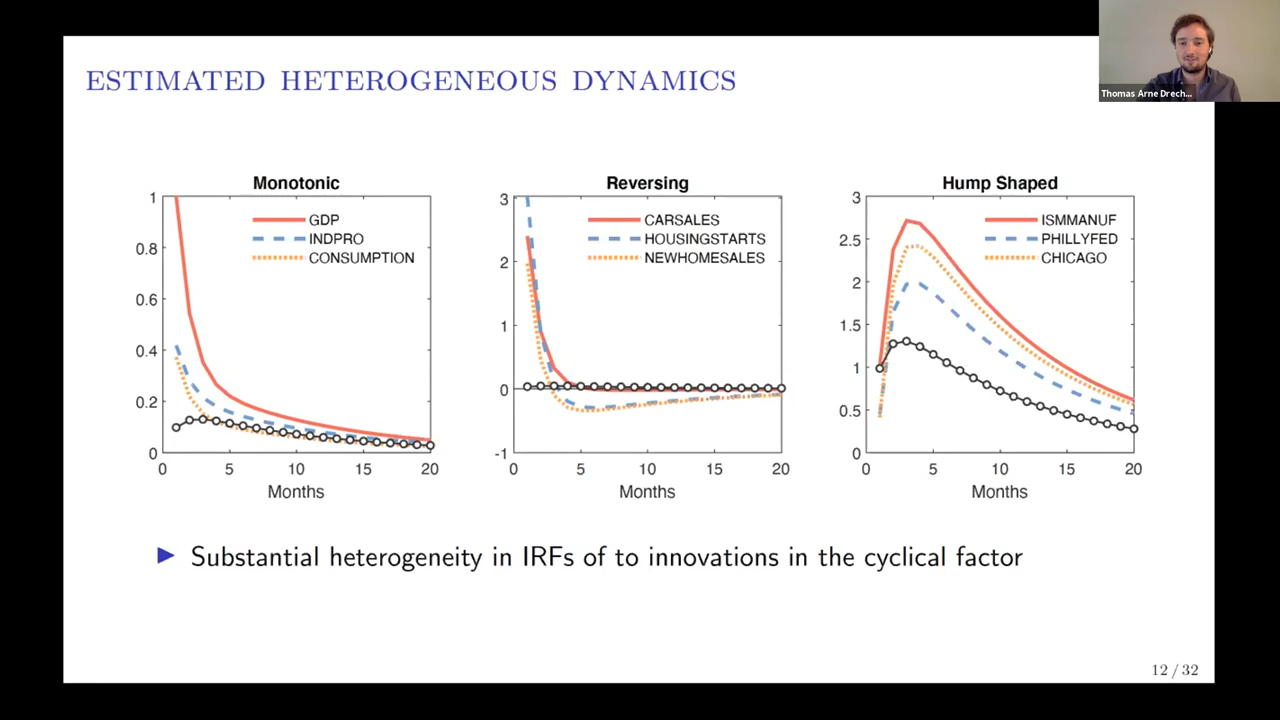 Thomas Arne Drech...
ESTIMATED HETEROGENEOUS DYNAMICS
Monotonic
GDP
INDPRO
CONSUMPTION
1
0.8
0.6
0.4
0.2
0
0 5 10 15 20
Months
Reversing
CARSALES
HOUSINGSTARTS
NEWHOMESALES
3
2
1
0
-1
0 5 10 15 20
Months
Hump Shaped
ISMMANUF
PHILLYFED
CHICAGO
3
2.5
2
1.5
1
0.5
0
0 5 10 15 20
Months
▶ Substantial heterogeneity in IRFs of to innovations in the cyclical factor
12 / 32